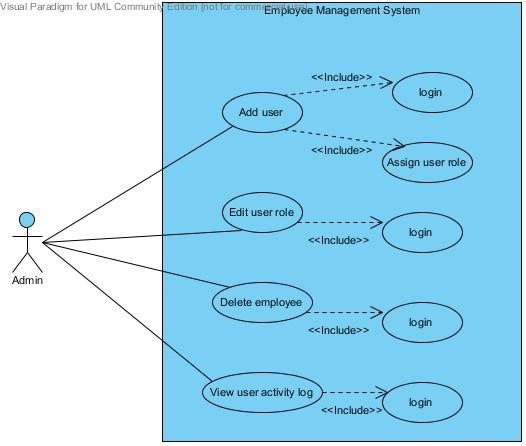 Visual Paradigm for UML Community Edition [not for commercial use]
Employee Management System
<<Include>>
login
Add user
<<Include>>
Assign user role
Edit user role
<<Include>>
login
Admin
Delete employee
<<Include>>
login
View user activity log
<<Include>>
login